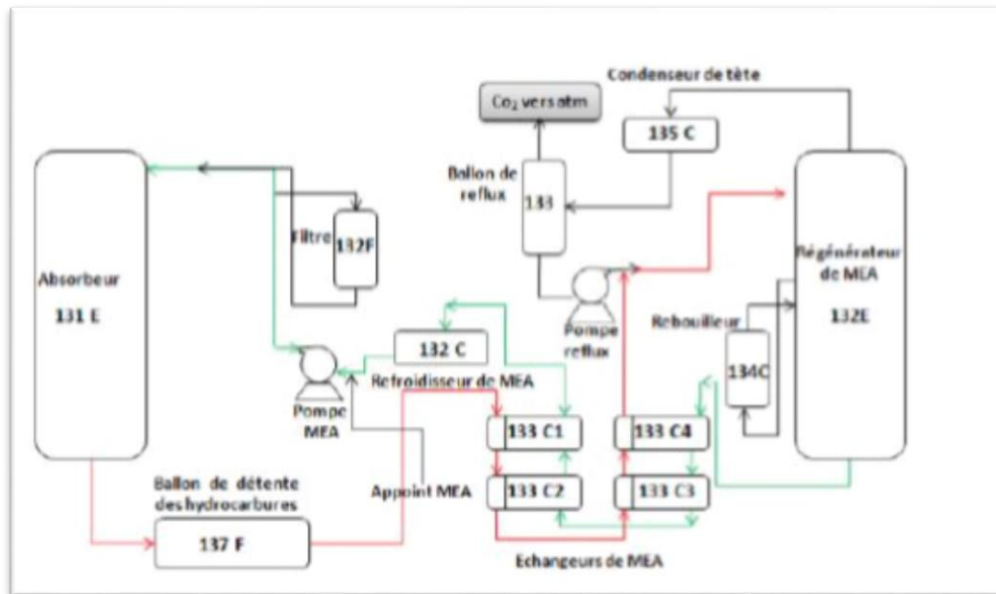 Condenseur de tète
Co₂ vers atm
135 C
Ballon de
reflux
133
Filtre
132F
Absorbeur
131 E
Régénérateur
de MEA
132E
Rebouilleur
134C
Pompe
reflux
132 C
Refroidisseur de MEA
Pompe
MEA
133 C1
133 C4
Appoint MEA
133 C2
133 C3
Ballon de détente
des hydrocarbures
137 F
Echangeurs de MEA